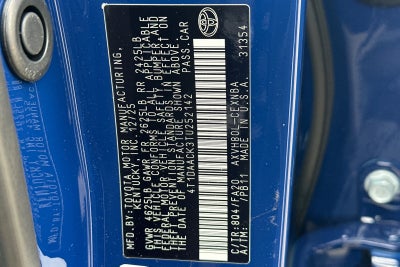 MFD. BY: TOYOTA MOTOR MANUFACTURING,
KENTUCKY, INC. 12/25
GVWR 4625LB GAWR FR 2675LB RR 2425LB
THIS VEHICLE CONFORMS TO ALL APPLICABLE
FEDERAL MOTOR VEHICLE SAFETY, BUMPER, AND
THEFT PREVENTION STANDARDS IN EFFECT ON
THE DATE OF MANUFACTURE SHOWN ABOVE.
4T1DAACK3TU252142 PASS.CAR
C/TR: 8Q4/FA20 AXVH80L-CEXNBA
A/TM: /PB11 MADE IN U.S.A. 31354